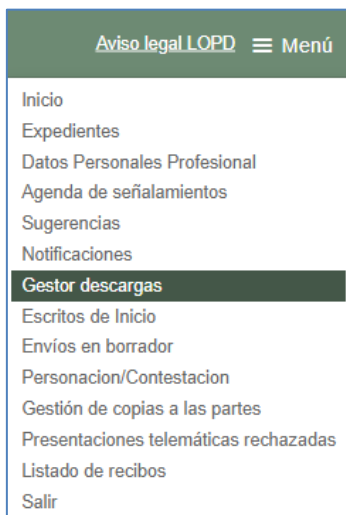 Aviso legal LOPD ☰ Menú
Inicio
Expedientes
Datos Personales Profesional
Agenda de señalamientos
Sugerencias
Notificaciones
Gestor descargas
Escritos de Inicio
Envíos en borrador
Personacion/Contestacion
Gestión de copias a las partes
Presentaciones telemáticas rechazadas
Listado de recibos
Salir